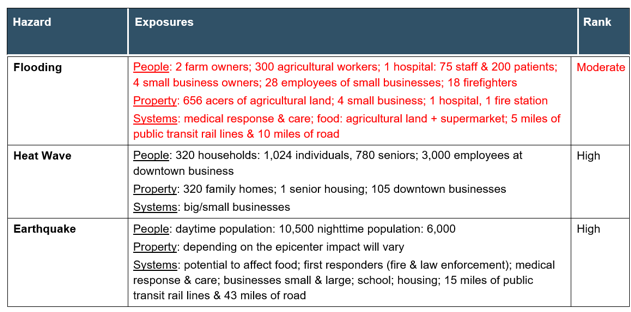 Hazard
Exposures
Rank
Flooding
People: 2 farm owners; 300 agricultural workers; 1 hospital: 75 staff & 200 patients;
4 small business owners; 28 employees of small businesses; 18 firefighters
Property: 656 acers of agricultural land; 4 small business; 1 hospital, 1 fire station
Systems: medical response & care; food: agricultural land + supermarket; 5 miles of
public transit rail lines & 10 miles of road
Moderate
Heat Wave
People: 320 households: 1,024 individuals, 780 seniors; 3,000 employees at
downtown business
Property: 320 family homes; 1 senior housing; 105 downtown businesses
Systems: big/small businesses
High
Earthquake
People: daytime population: 10,500 nighttime population: 6,000
Property: depending on the epicenter impact will vary
Systems: potential to affect food; first responders (fire & law enforcement); medical
response & care; businesses small & large; school; housing; 15 miles of public
transit rail lines & 43 miles of road
High